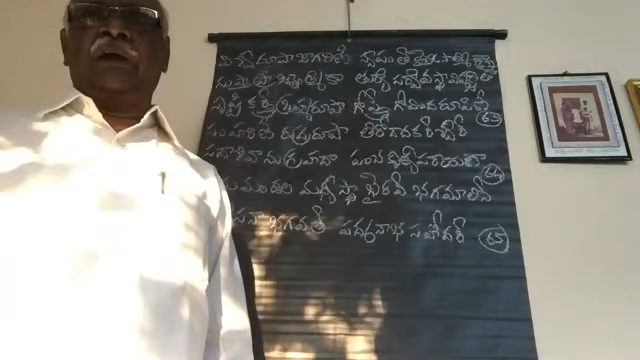 విశ్వరూపా జాగరిణీ స్వపంతీ తైజసాత్మికా
సుప్తా ప్రాజ్ఞాత్మికా తుర్యా సర్వావస్థావివర్జితా
సృష్టికర్త్రీ బ్రహ్మరూపా గోప్త్రీ గోవిందరూపిణీ 63
సంహారిణీ రుద్రరూపా తిరోధానకరీశ్వరీ
సదాశివానుగ్రహదా పంచకృత్యపరాయణా 64
నుమండల మధ్యస్థా భైరవీ భగమాలినీ
సనా భగవతీ పద్మనాభ సహోదరీ 65